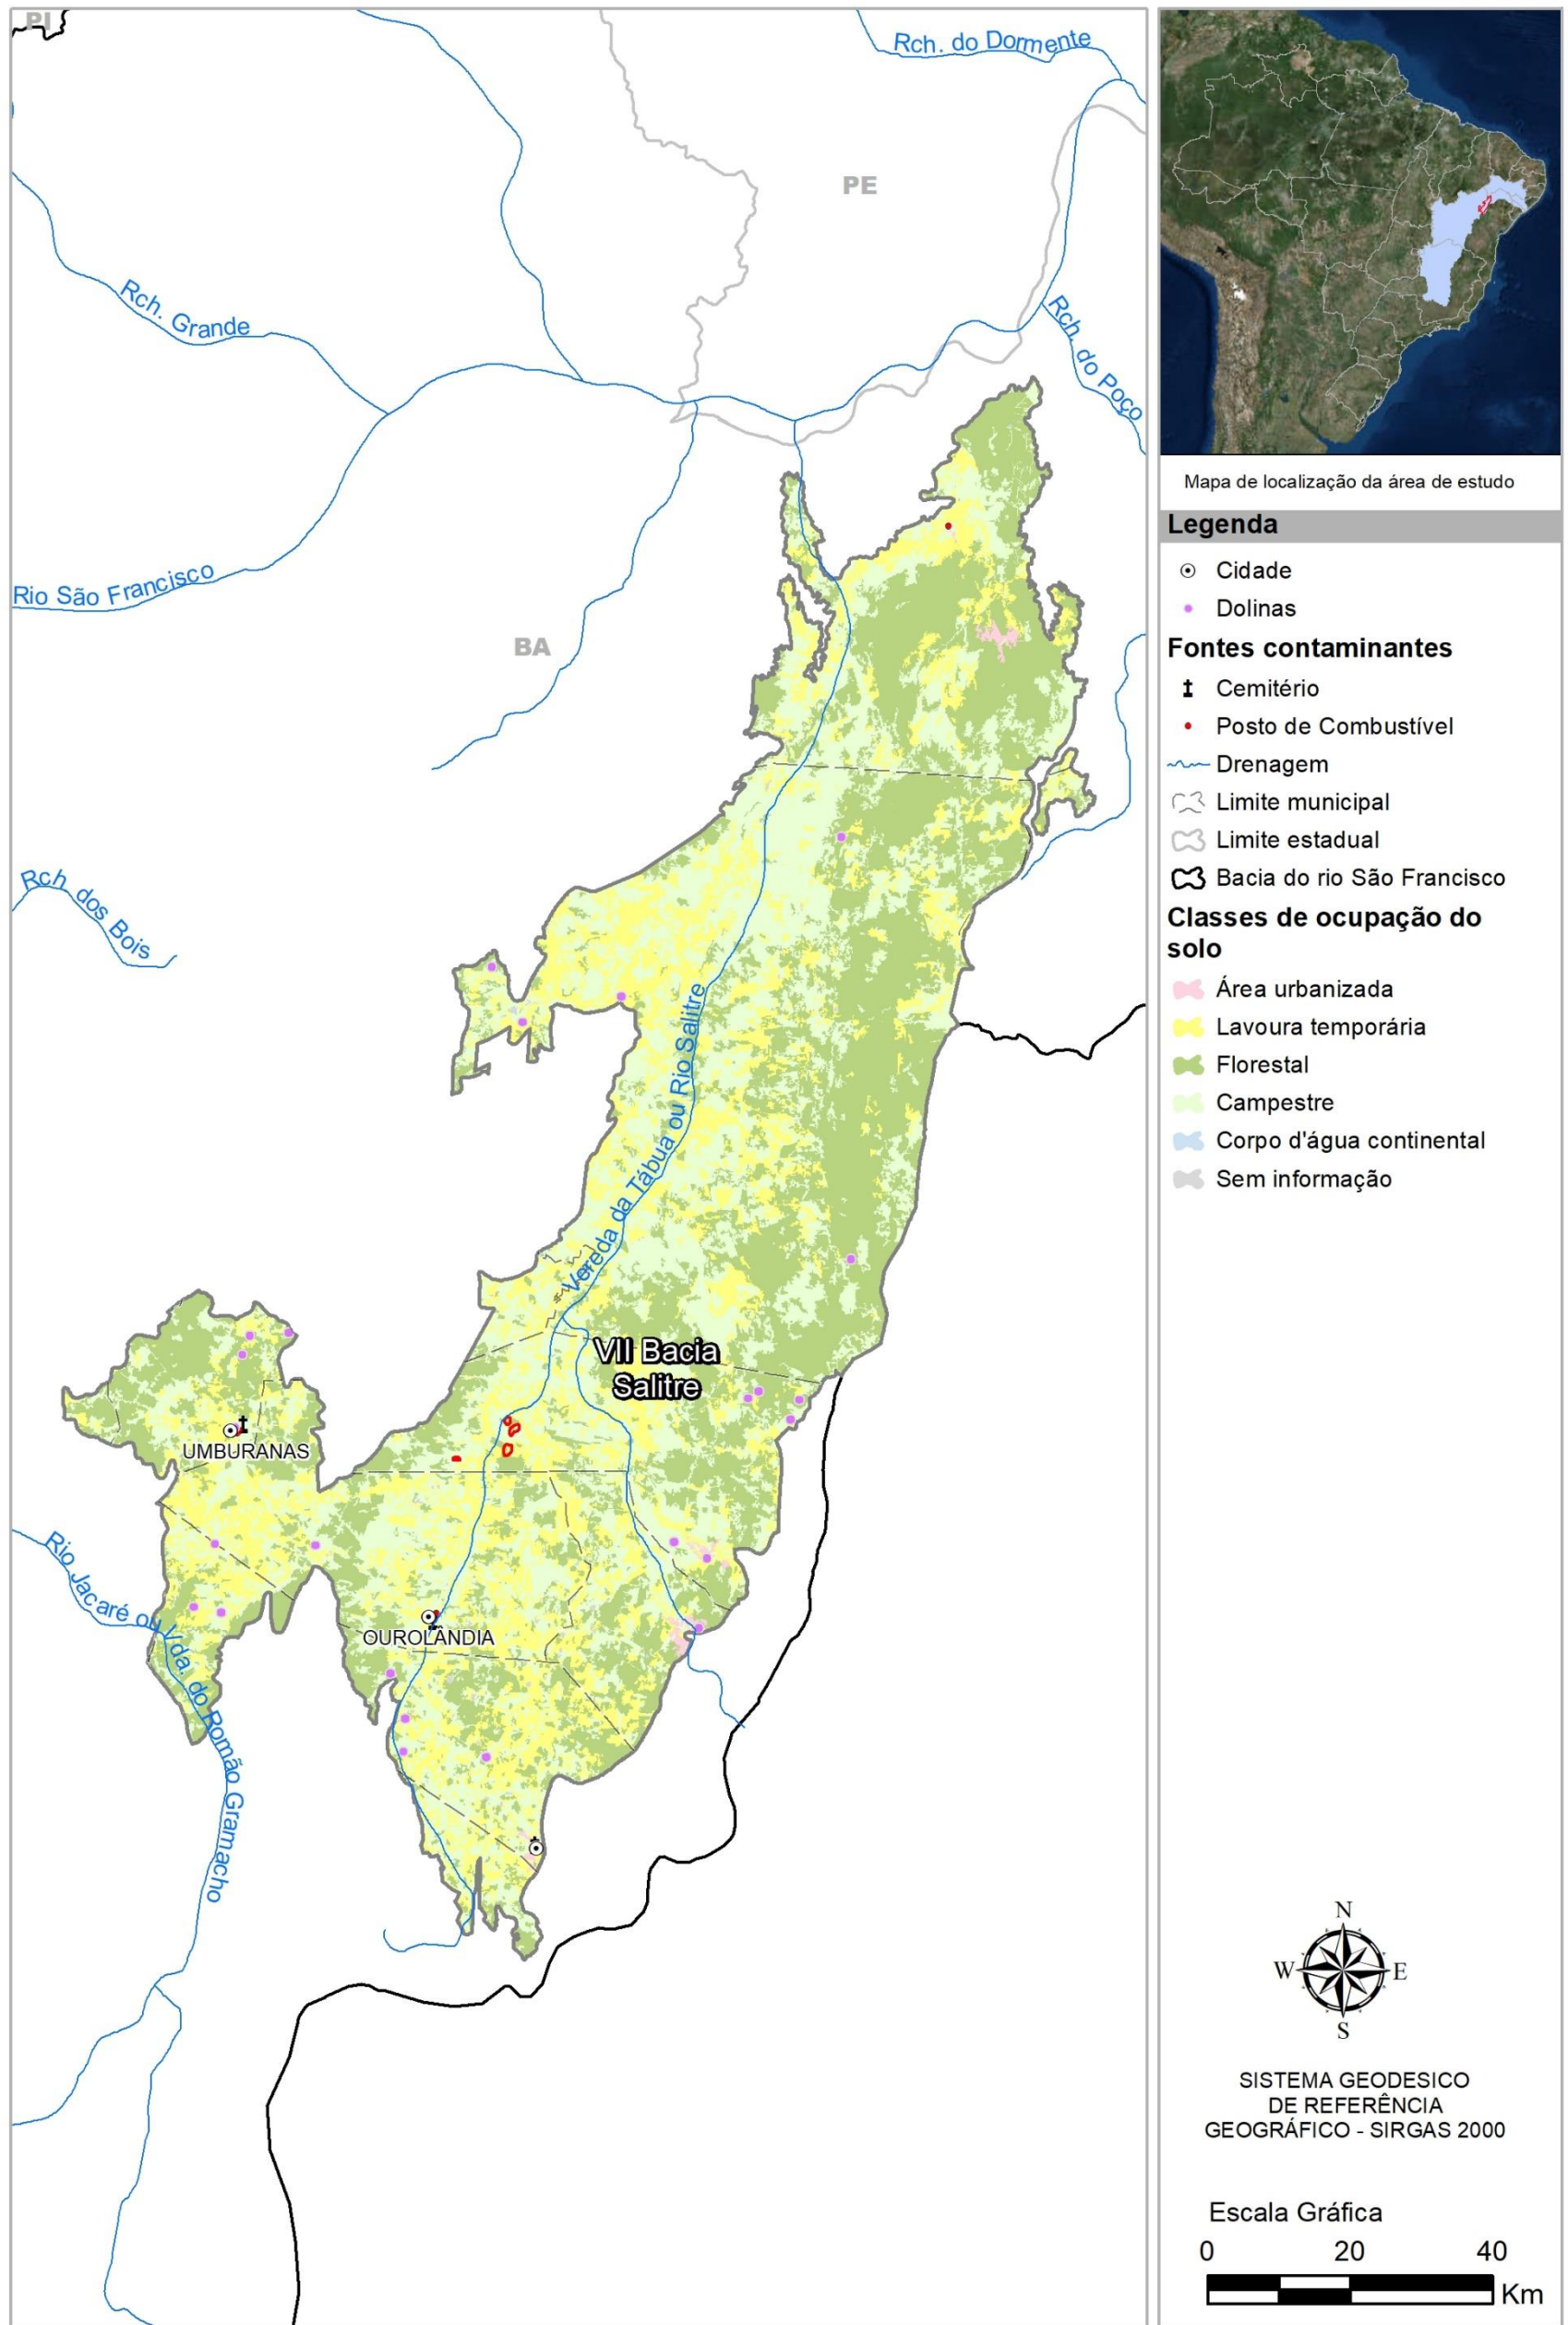 PI
Rch. do Dormente
PE
Rch. Grande
Rch. do Poço
Rio São Francisco
BA
Rch. dos Bois
Vereda da Tábua ou Rio Salitre
VII Bacia
Salitre
UMBURANAS
Rio Jacaré ou Vda. do Romão Gramacho
OUROLÂNDIA
Mapa de localização da área de estudo
Legenda
Cidade
Dolinas
Fontes contaminantes
Cemitério
Posto de Combustível
Drenagem
Limite municipal
Limite estadual
Bacia do rio São Francisco
Classes de ocupação do
solo
Área urbanizada
Lavoura temporária
Florestal
Campestre
Corpo d'água continental
Sem informação
N
W
E
S
SISTEMA GEODESICO
DE REFERÊNCIA
GEOGRÁFICO - SIRGAS 2000
Escala Gráfica
0 20 40
Km